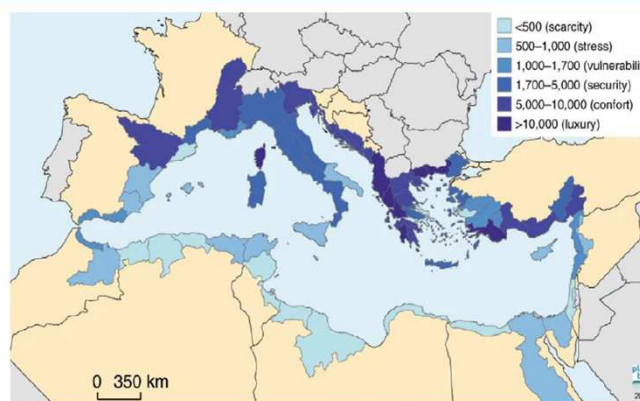 <500 (scarcity)
500–1,000 (stress)
1,000–1,700 (vulnerabili
1,700–5,000 (security)
5,000–10,000 (confort)
>10,000 (luxury)
0 350 km